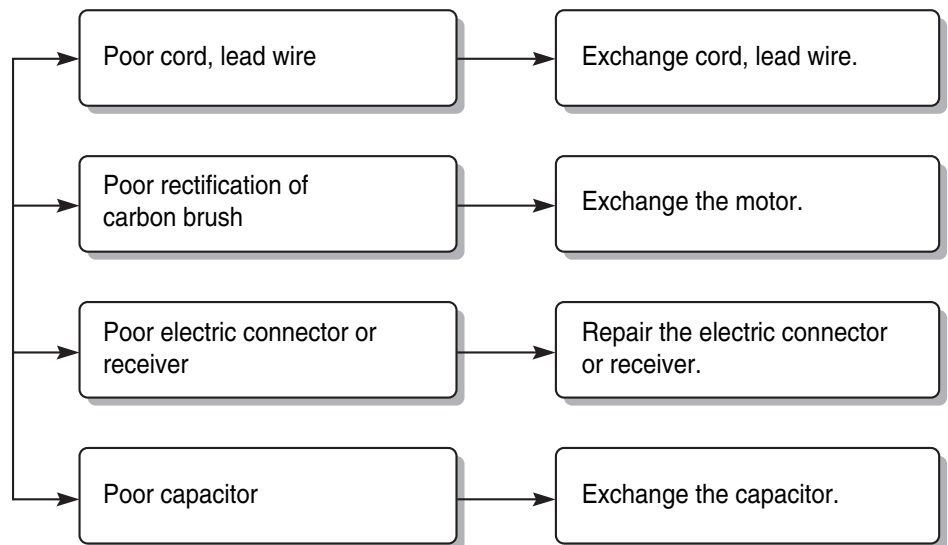 Poor cord, lead wire
Exchange cord, lead wire.
Poor rectification of
carbon brush
Exchange the motor.
Poor electric connector or
receiver
Repair the electric connector
or receiver.
Poor capacitor
Exchange the capacitor.